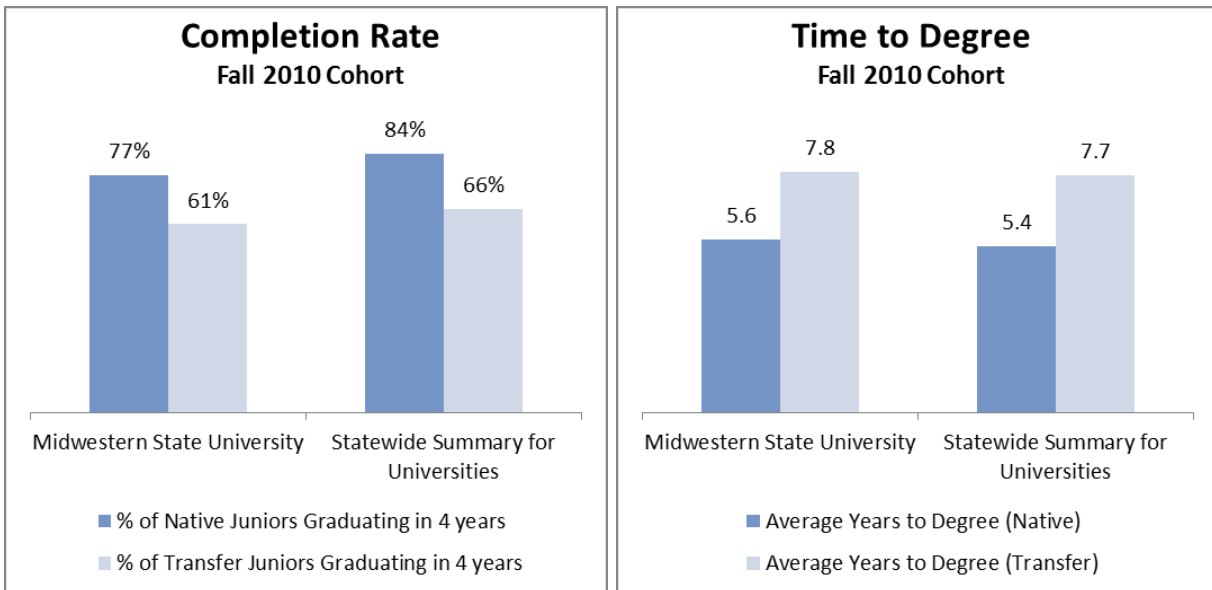 Completion Rate
Fall 2010 Cohort
77%
61%
84%
66%
Midwestern State University
Statewide Summary for
Universities
% of Native Juniors Graduating in 4 years
% of Transfer Juniors Graduating in 4 years
Time to Degree
Fall 2010 Cohort
5.6
7.8
5.4
7.7
Midwestern State University
Statewide Summary for
Universities
Average Years to Degree (Native)
Average Years to Degree (Transfer)